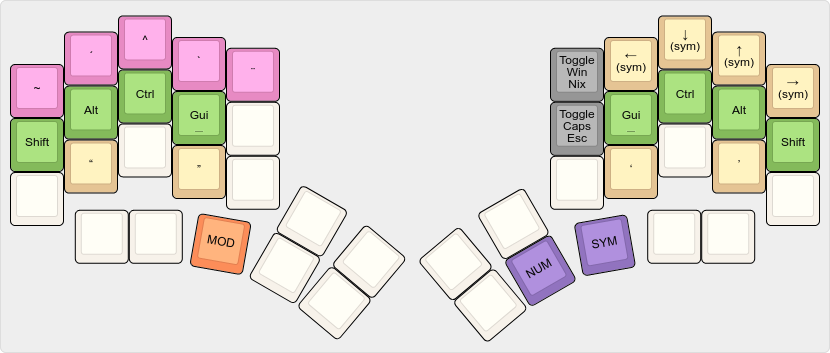 ~
´
^
`
¨
Shift
Alt
Ctrl
Gui
_
“
”
MOD
Toggle
Win
Nix
←
(sym)
↓
(sym)
↑
(sym)
→
(sym)
Toggle
Caps
Esc
Gui
_
Ctrl
Alt
Shift
‘
’
NUM
SYM